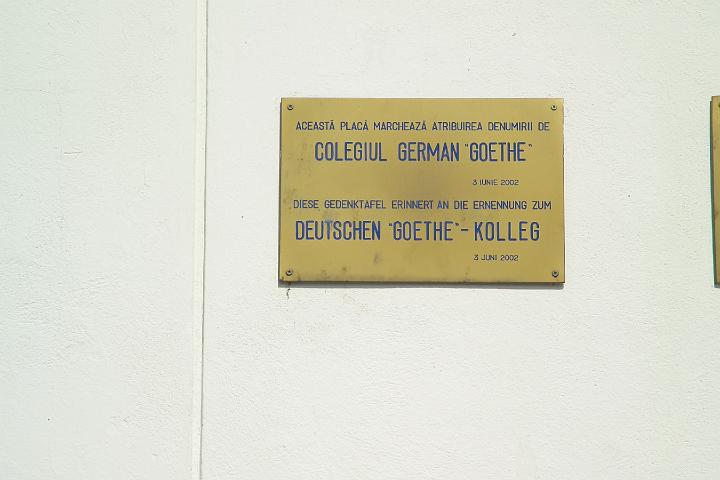 ACEASTĂ PLACĂ MARCHEAZĂ ATRIBUIREA DENUMIRII DE
COLEGIUL GERMAN "GOETHE"
3 IUNIE 2002
DIESE GEDENKTAFEL ERINNERT AN DIE ERNENNUNG ZUM
DEUTSCHEN "GOETHE"-KOLLEG
3 JUNI 2002